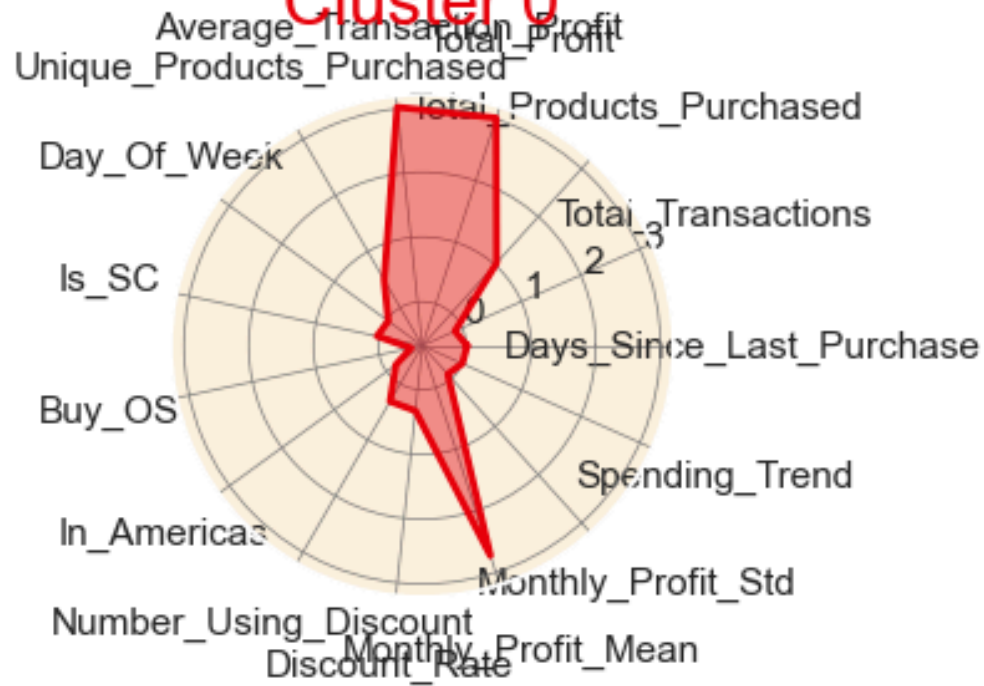 Cluster 0
Average_Transaction_Profit
Total_Profit
Unique_Products_Purchased
Total_Products_Purchased
Day_Of_Week
Total_Transactions
3
2
Is_SC
1
0
Days_Since_Last_Purchase
Buy_OS
Spending_Trend
In_Americas
Monthly_Profit_Std
Number_Using_Discount
Monthly_Profit_Mean
Discount_Rate